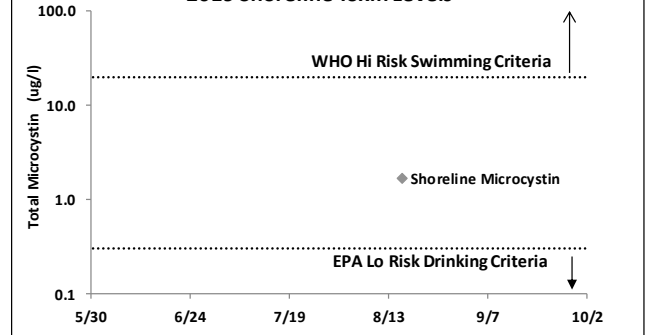 100.0
WHO Hi Risk Swimming Criteria
10.0
Total Microcystin (ug/l)
Shoreline Microcystin
1.0
EPA Lo Risk Drinking Criteria
0.1
5/30 6/24 7/19 8/13 9/7 10/2